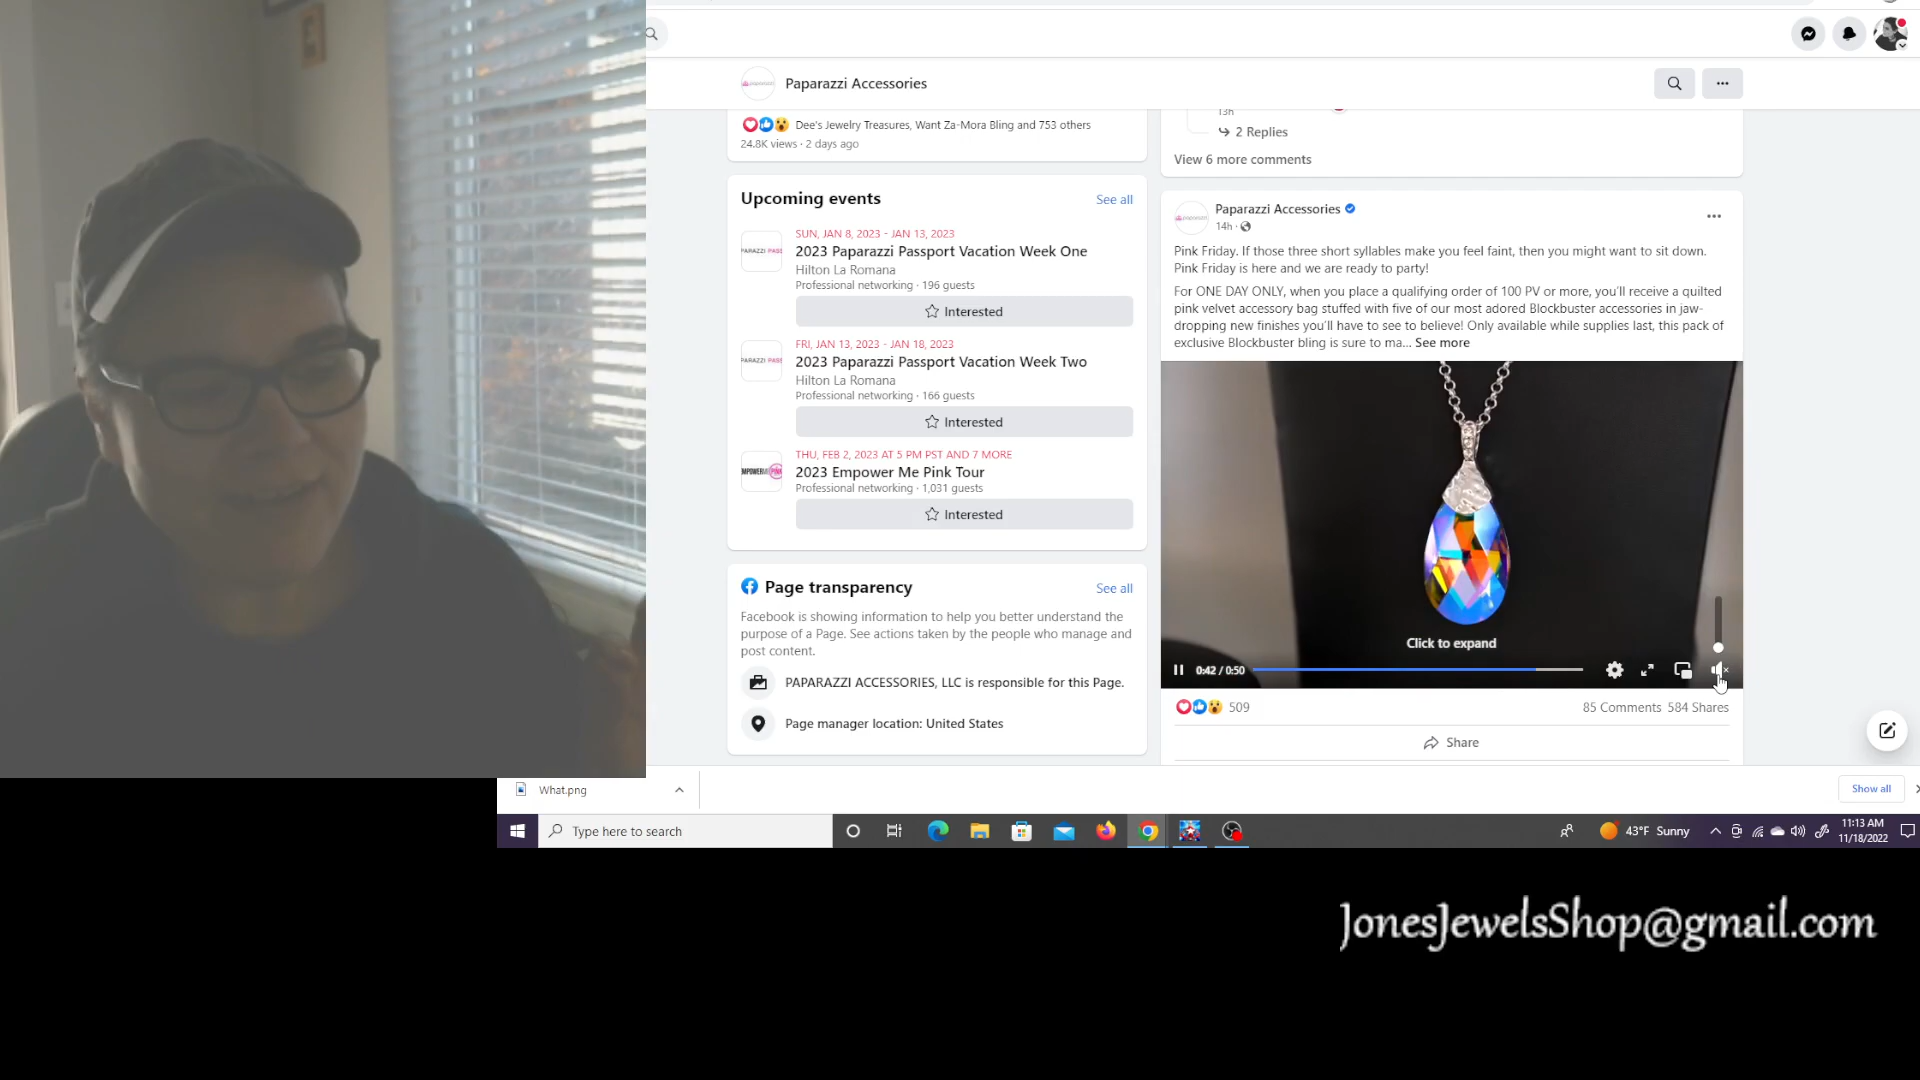 Paparazzi Accessories
Dee's Jewelry Treasures, Want Za-Mora Bling and 753 others
24.8K views · 2 days ago
Upcoming events
See all
SUN, JAN 8, 2023 - JAN 13, 2023
2023 Paparazzi Passport Vacation Week One
Hilton La Romana
Professional networking · 196 guests
Interested
FRI, JAN 13, 2023 - JAN 18, 2023
2023 Paparazzi Passport Vacation Week Two
Hilton La Romana
Professional networking · 166 guests
Interested
THU, FEB 2, 2023 AT 5 PM PST AND 7 MORE
2023 Empower Me Pink Tour
Professional networking · 1,031 guests
Interested
Page transparency
See all
Facebook is showing information to help you better understand the
purpose of a Page. See actions taken by the people who manage and
post content.
PAPARAZZI ACCESSORIES, LLC is responsible for this Page.
Page manager location: United States
13h
2 Replies
View 6 more comments
Paparazzi Accessories
14h ·
Pink Friday. If those three short syllables make you feel faint, then you might want to sit down.
Pink Friday is here and we are ready to party!
For ONE DAY ONLY, when you place a qualifying order of 100 PV or more, you'll receive a quilted
pink velvet accessory bag stuffed with five of our most adored Blockbuster accessories in jaw-
dropping new finishes you'll have to see to believe! Only available while supplies last, this pack of
exclusive Blockbuster bling is sure to ma... See more
Click to expand
0:42 / 0:50
509
85 Comments 584 Shares
Share
What.png
Show all
Type here to search
43°F Sunny
11:13 AM
11/18/2022
JonesJewelsShop@gmail.com